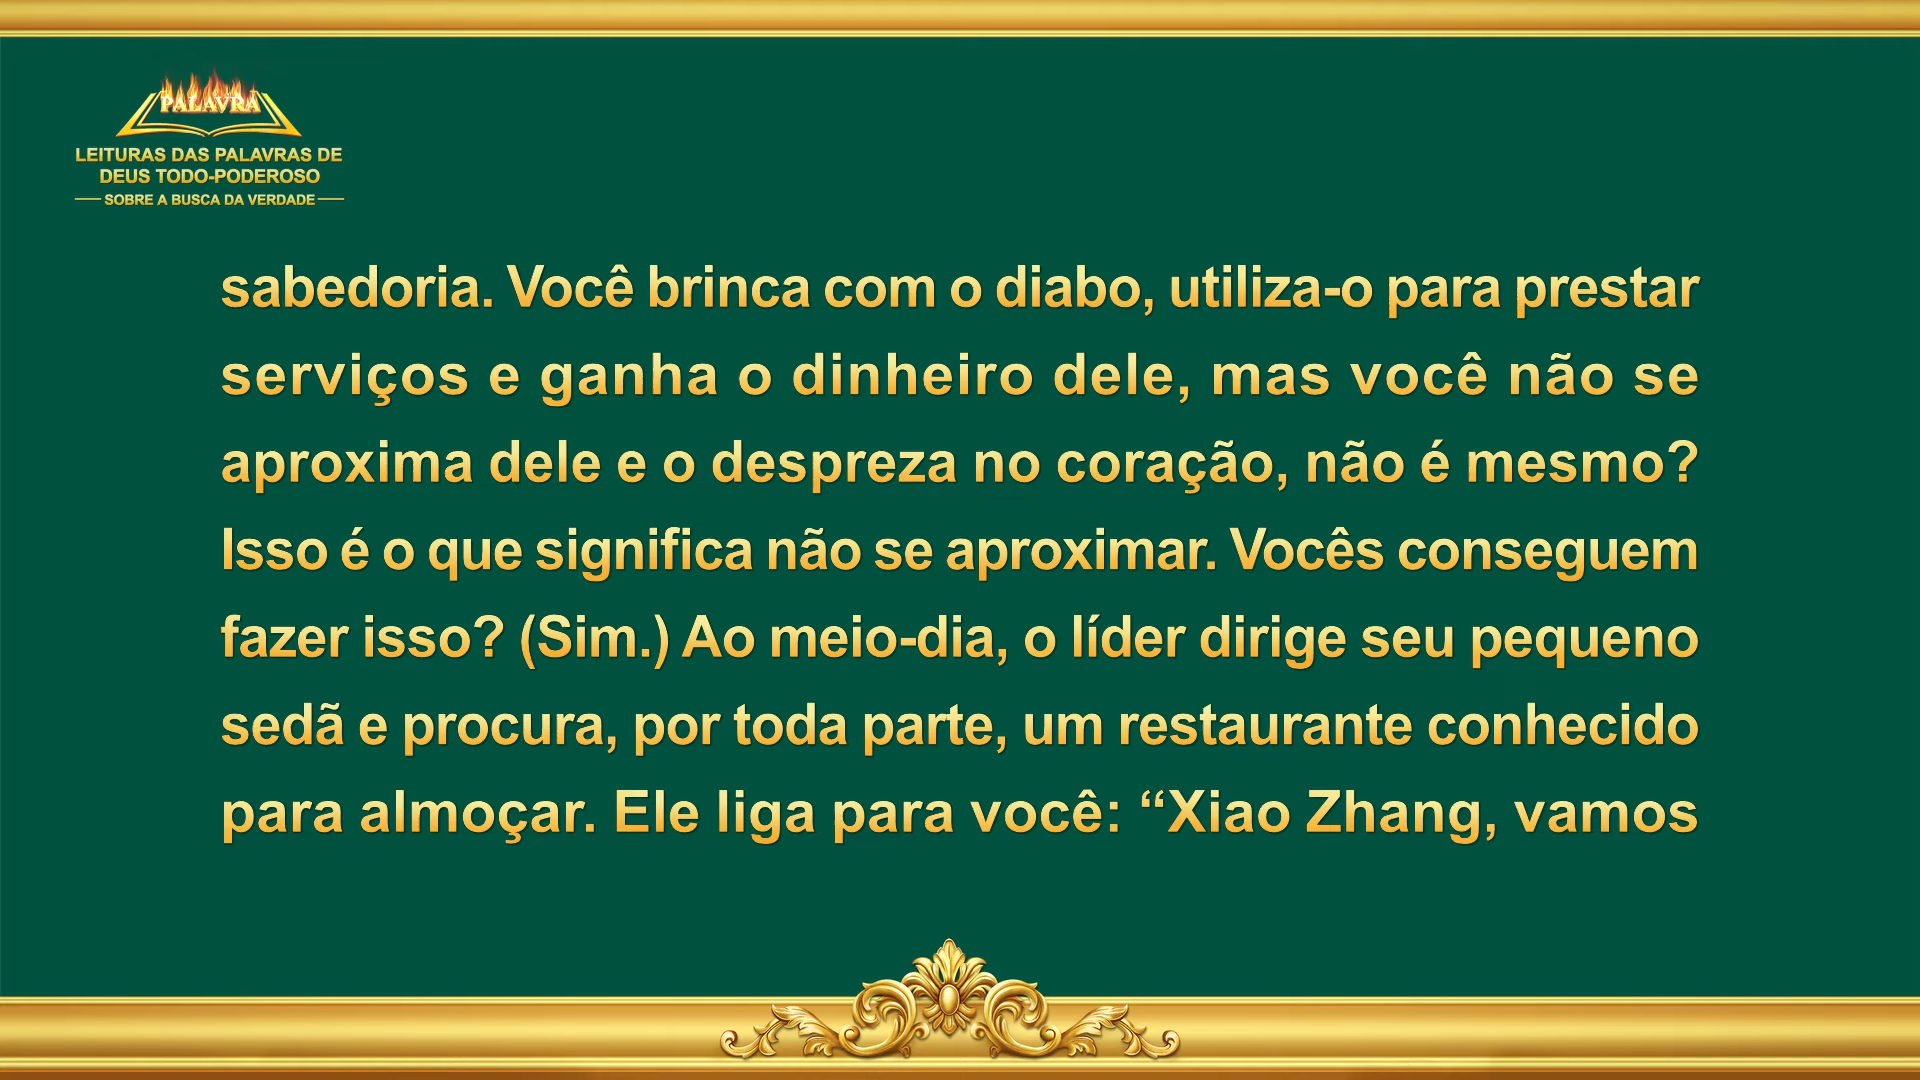 PALAVRA
LEITURAS DAS PALAVRAS DE
DEUS TODO-PODEROSO
SOBRE A BUSCA DA VERDADE
sabedoria. Você brinca com o diabo, utiliza-o para prestar
serviços e ganha o dinheiro dele, mas você não se
aproxima dele e o despreza no coração, não é mesmo?
Isso é o que significa não se aproximar. Vocês conseguem
fazer isso? (Sim.) Ao meio-dia, o líder dirige seu pequeno
sedã e procura, por toda parte, um restaurante conhecido
para almoçar. Ele liga para você: “Xiao Zhang, vamos